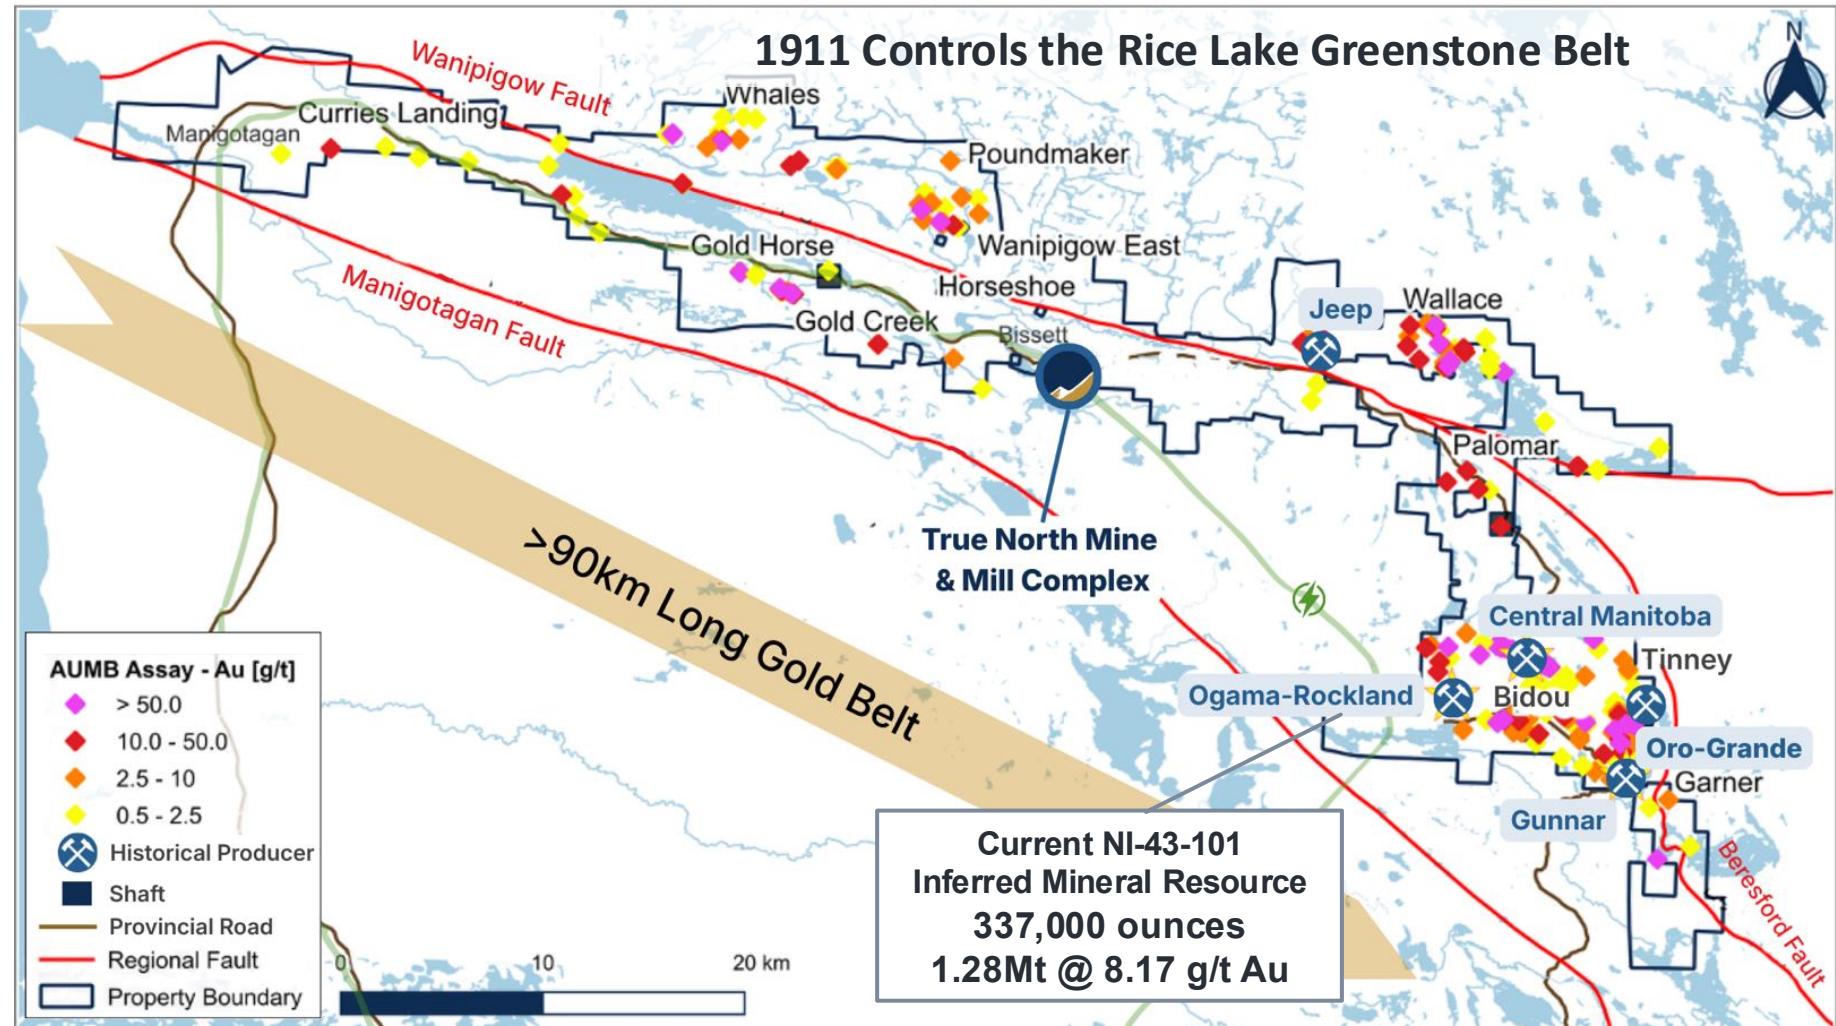 1911 Controls the Rice Lake Greenstone Belt
N
Wanipigow Fault
Whales
Curries Landing
Manigotagan
Poundmaker
Gold Horse
Wanipigow East
Manigotagan Fault
Horseshoe
Jeep
Wallace
Gold Creek
Bissett
Palomar
True North Mine
& Mill Complex
>90km Long Gold Belt
Central Manitoba
Tinney
Ogama-Rockland
Bidou
Oro-Grande
Garner
Gunnar
Beresford Fault
Current NI-43-101
Inferred Mineral Resource
337,000 ounces
1.28Mt @ 8.17 g/t Au
AUMB Assay - Au [g/t]
> 50.0
10.0 - 50.0
2.5 - 10
0.5 - 2.5
Historical Producer
Shaft
Provincial Road
Regional Fault
Property Boundary
0 10 20 km